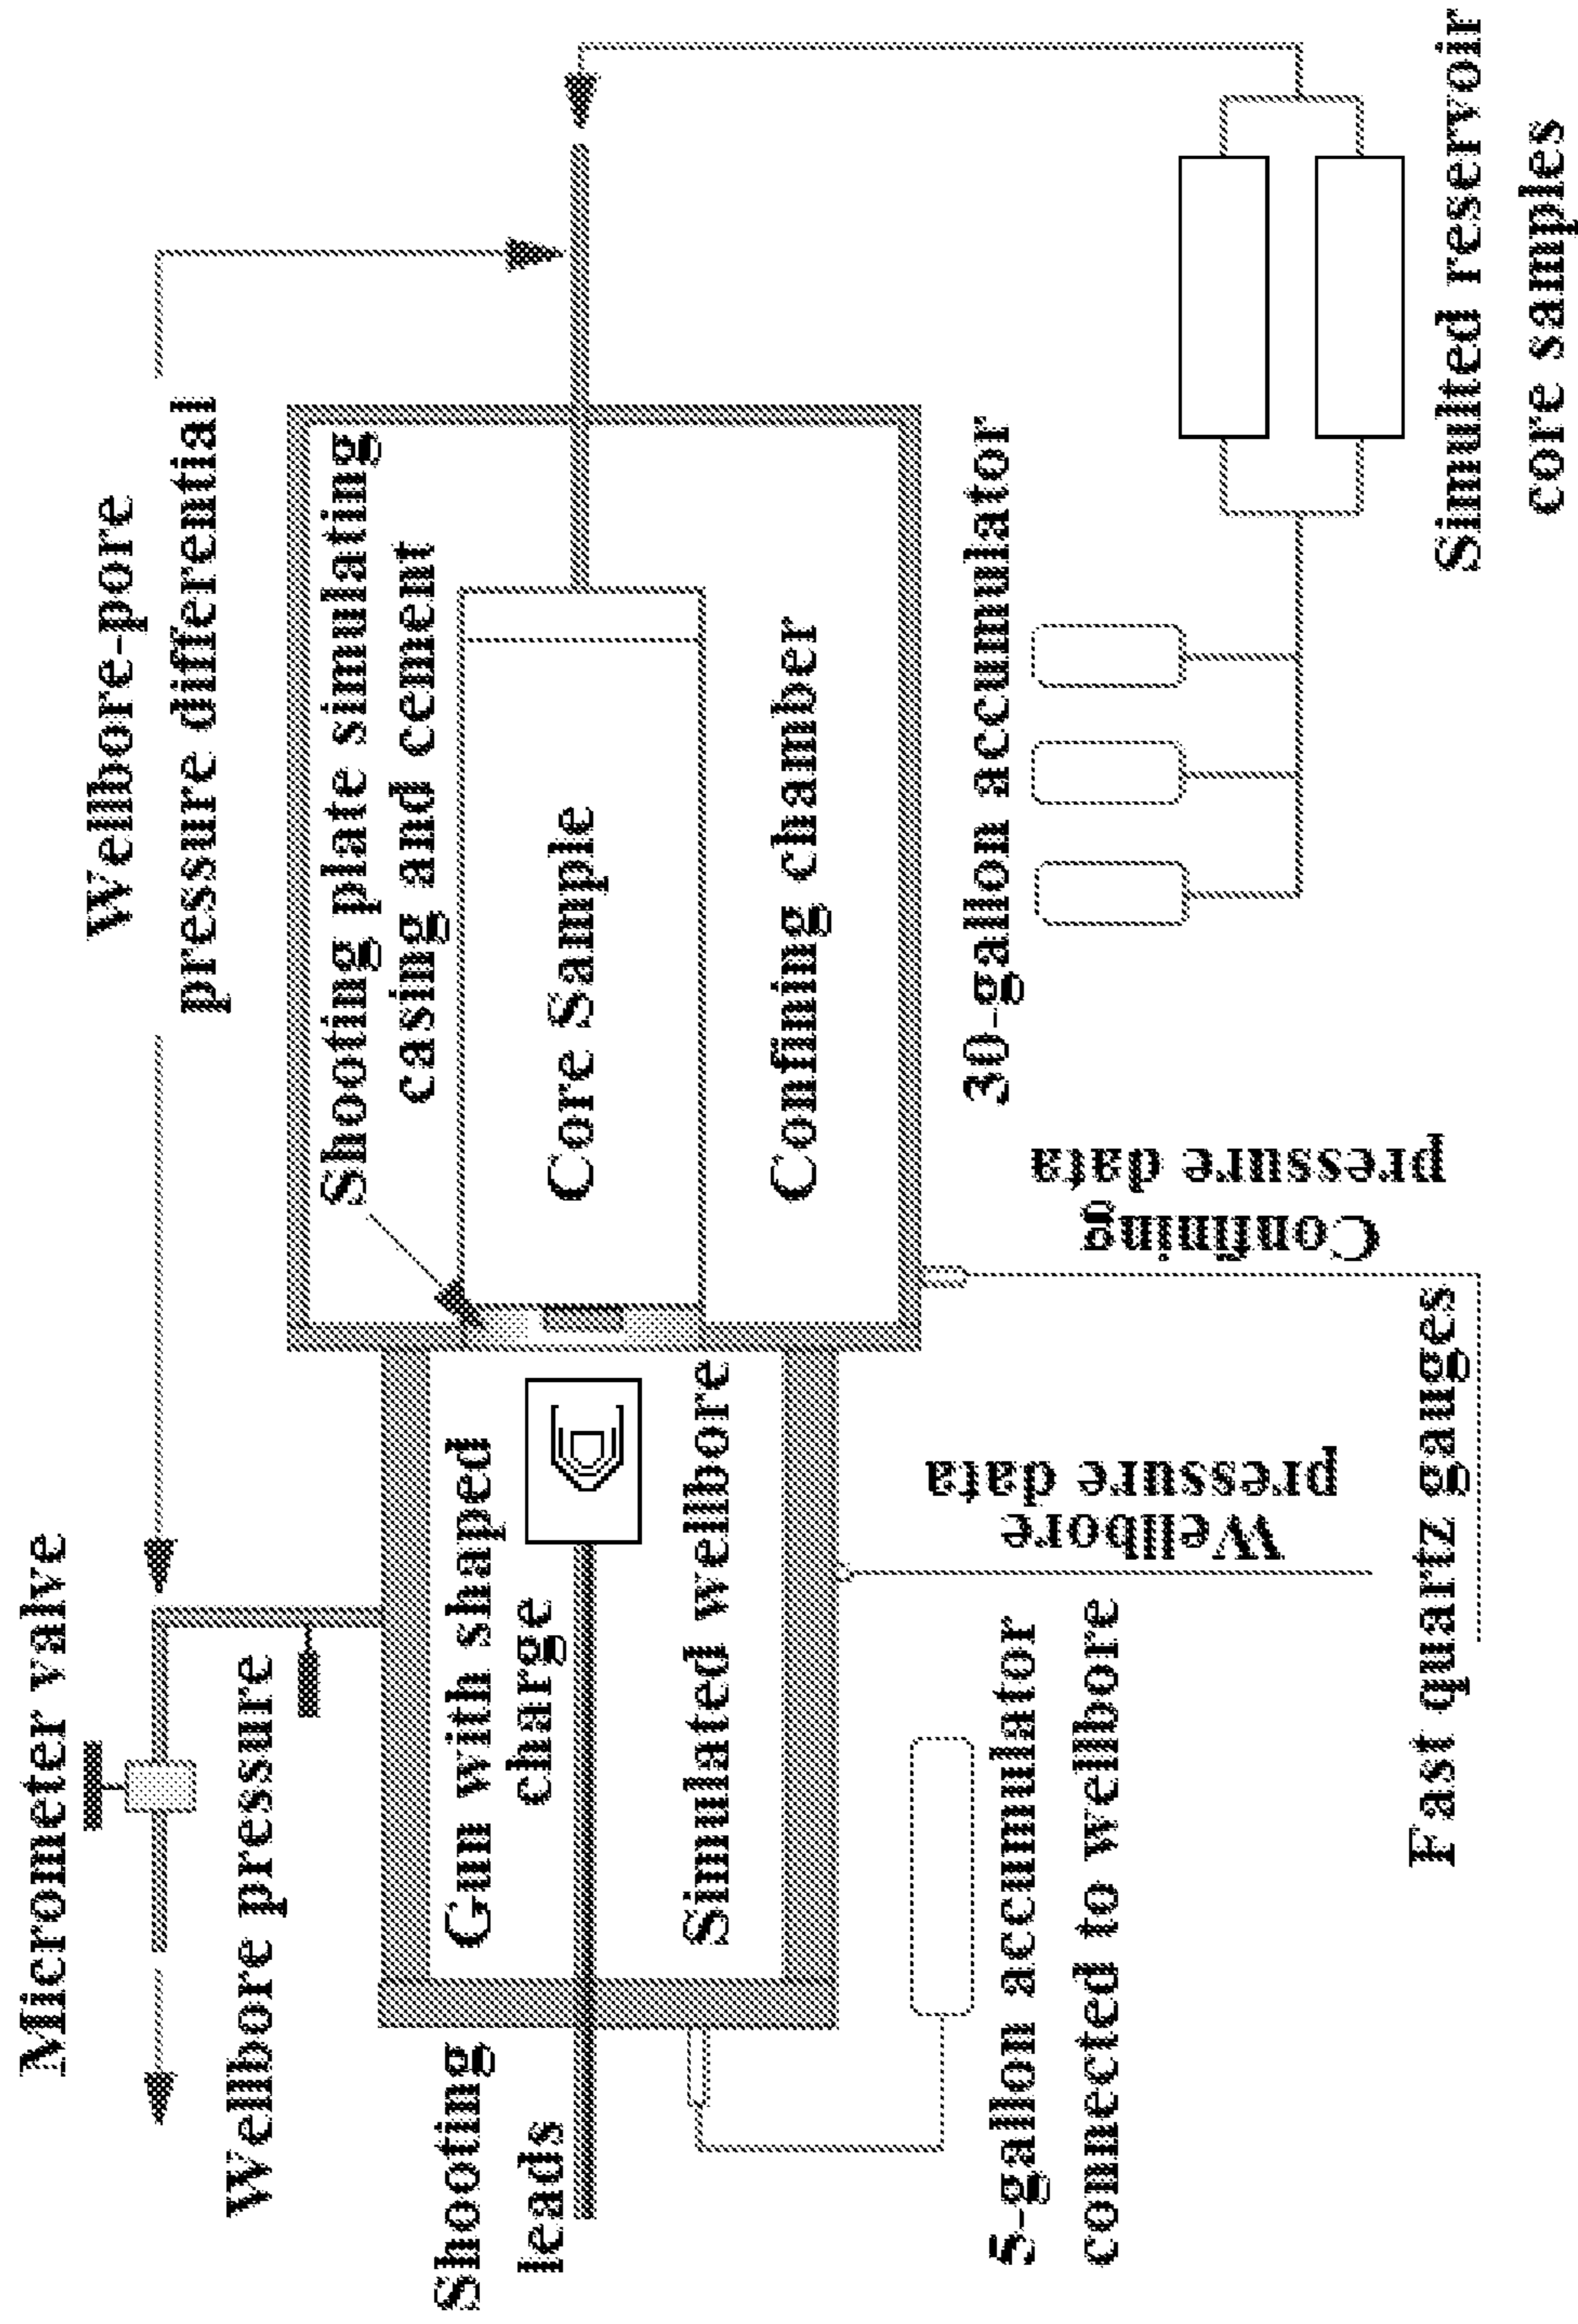 Micrometer valve
Wellbore-pore
pressure differential
Wellbore pressure
Shooting plate simulating
casing and cement
Shooting
leads
Gun with shaped
charge
Core Sample
Simulated wellbore
Confining chamber
30-gallon accumulator
5-gallon accumulator
connected to wellbore
Wellbore
pressure data
Confining
pressure data
Fast quartz gauges
Simulted reservoir
core samples